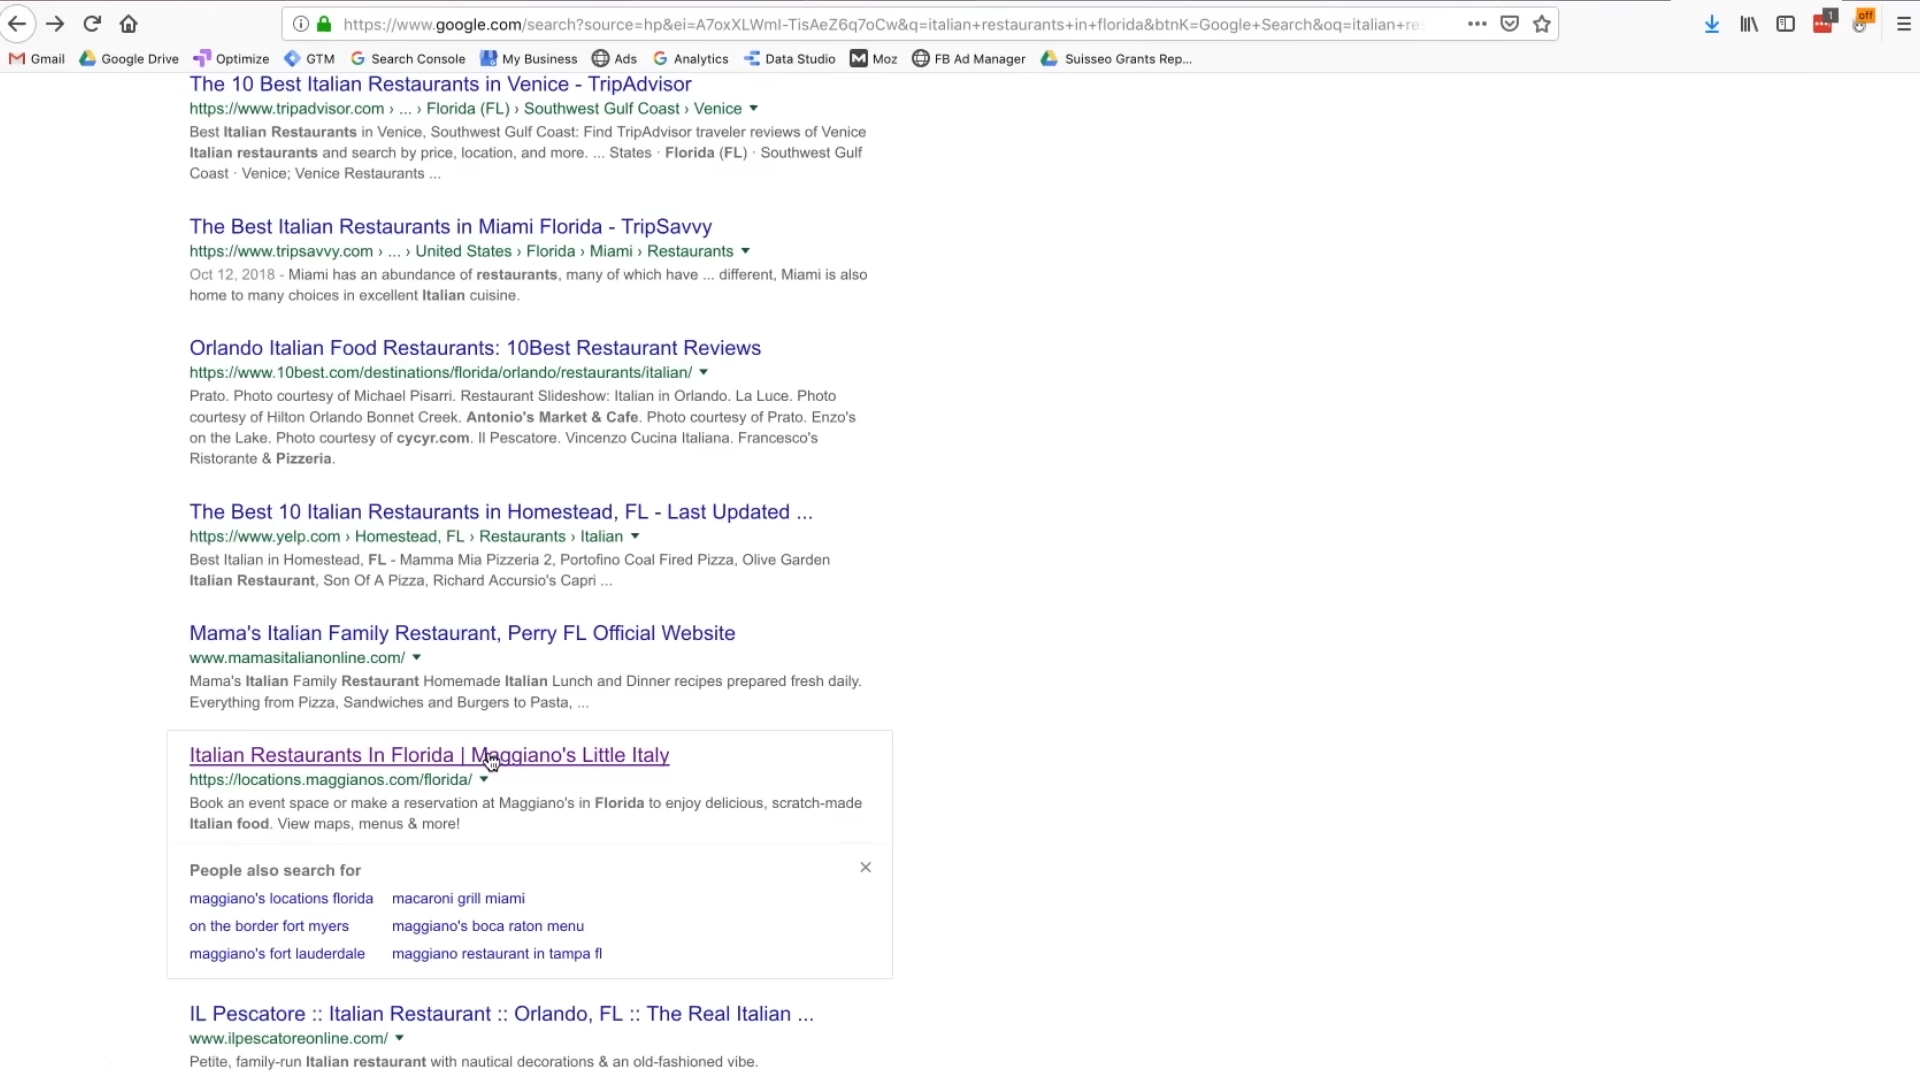 https://www.google.com/search?source=hp&ei=A7oxXLWmI-TisAeZ6q7oCw&q=italian+restaurants+in+florida&btnK=Google+Search&oq=italian+re
1
off
Gmail Google Drive Optimize GTM Search Console My Business Ads Analytics Data Studio Moz FB Ad Manager Suisseo Grants Rep...
The 10 Best Italian Restaurants in Venice - TripAdvisor
https://www.tripadvisor.com › ... › Florida (FL) › Southwest Gulf Coast › Venice
Best Italian Restaurants in Venice, Southwest Gulf Coast: Find TripAdvisor traveler reviews of Venice
Italian restaurants and search by price, location, and more. ... States · Florida (FL) · Southwest Gulf
Coast · Venice; Venice Restaurants ...
The Best Italian Restaurants in Miami Florida - TripSavvy
https://www.tripsavvy.com › ... › United States › Florida › Miami › Restaurants
Oct 12, 2018 - Miami has an abundance of restaurants, many of which have ... different, Miami is also
home to many choices in excellent Italian cuisine.
Orlando Italian Food Restaurants: 10Best Restaurant Reviews
https://www.10best.com/destinations/florida/orlando/restaurants/italian/
Prato. Photo courtesy of Michael Pisarri. Restaurant Slideshow: Italian in Orlando. La Luce. Photo
courtesy of Hilton Orlando Bonnet Creek. Antonio's Market & Cafe. Photo courtesy of Prato. Enzo's
on the Lake. Photo courtesy of cycyr.com. Il Pescatore. Vincenzo Cucina Italiana. Francesco's
Ristorante & Pizzeria.
The Best 10 Italian Restaurants in Homestead, FL - Last Updated ...
https://www.yelp.com › Homestead, FL › Restaurants › Italian
Best Italian in Homestead, FL - Mamma Mia Pizzeria 2, Portofino Coal Fired Pizza, Olive Garden
Italian Restaurant, Son Of A Pizza, Richard Accursio's Capri ...
Mama's Italian Family Restaurant, Perry FL Official Website
www.mamasitalianonline.com/
Mama's Italian Family Restaurant Homemade Italian Lunch and Dinner recipes prepared fresh daily.
Everything from Pizza, Sandwiches and Burgers to Pasta, ...
Italian Restaurants In Florida | Maggiano's Little Italy
https://locations.maggianos.com/florida/
Book an event space or make a reservation at Maggiano's in Florida to enjoy delicious, scratch-made
Italian food. View maps, menus & more!
People also search for
maggiano's locations florida macaroni grill miami
on the border fort myers maggiano's boca raton menu
maggiano's fort lauderdale maggiano restaurant in tampa fl
IL Pescatore :: Italian Restaurant :: Orlando, FL :: The Real Italian ...
www.ilpescatoreonline.com/
Petite, family-run Italian restaurant with nautical decorations & an old-fashioned vibe.